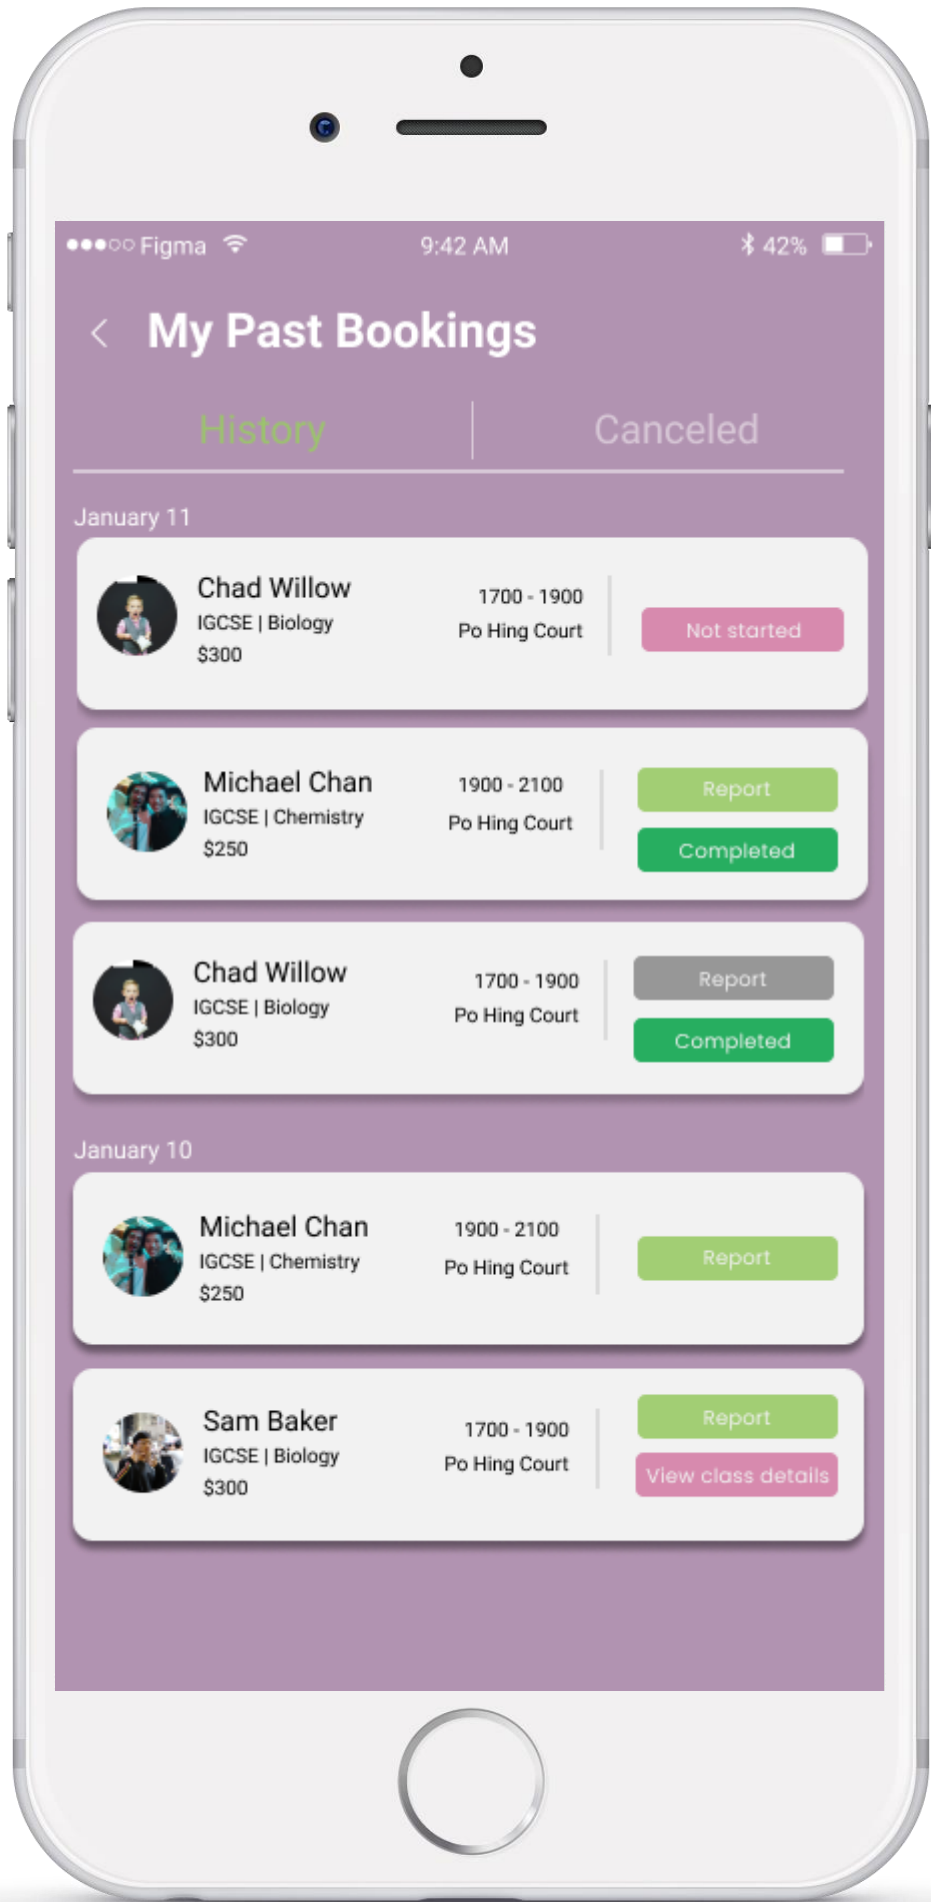 Figma 9:42 AM 42%
My Past Bookings
History Canceled
January 11
Chad Willow
IGCSE | Biology
$300
1700 - 1900
Po Hing Court
Not started
Michael Chan
IGCSE | Chemistry
$250
1900 - 2100
Po Hing Court
Report
Completed
Chad Willow
IGCSE | Biology
$300
1700 - 1900
Po Hing Court
Report
Completed
January 10
Michael Chan
IGCSE | Chemistry
$250
1900 - 2100
Po Hing Court
Report
Sam Baker
IGCSE | Biology
$300
1700 - 1900
Po Hing Court
Report
View class details